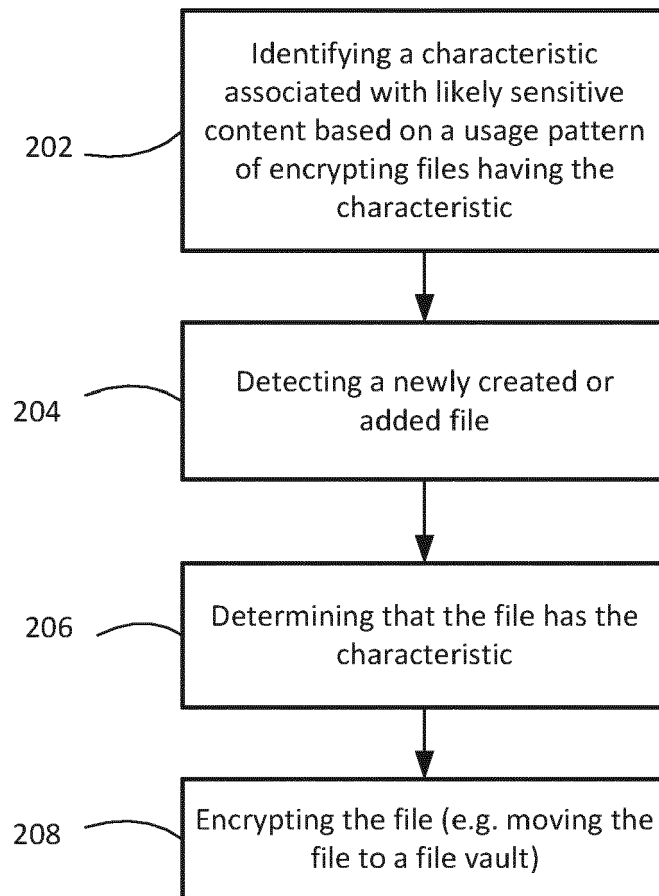 Identifying a characteristic
associated with likely sensitive
content based on a usage pattern
of encrypting files having the
characteristic
202
Detecting a newly created or
added file
204
Determining that the file has the
characteristic
206
Encrypting the file (e.g. moving the
file to a file vault)
208